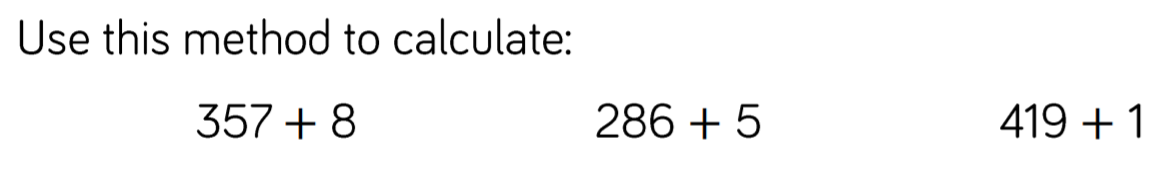 Use this method to calculate:
357 + 8 286 + 5 419 + 1